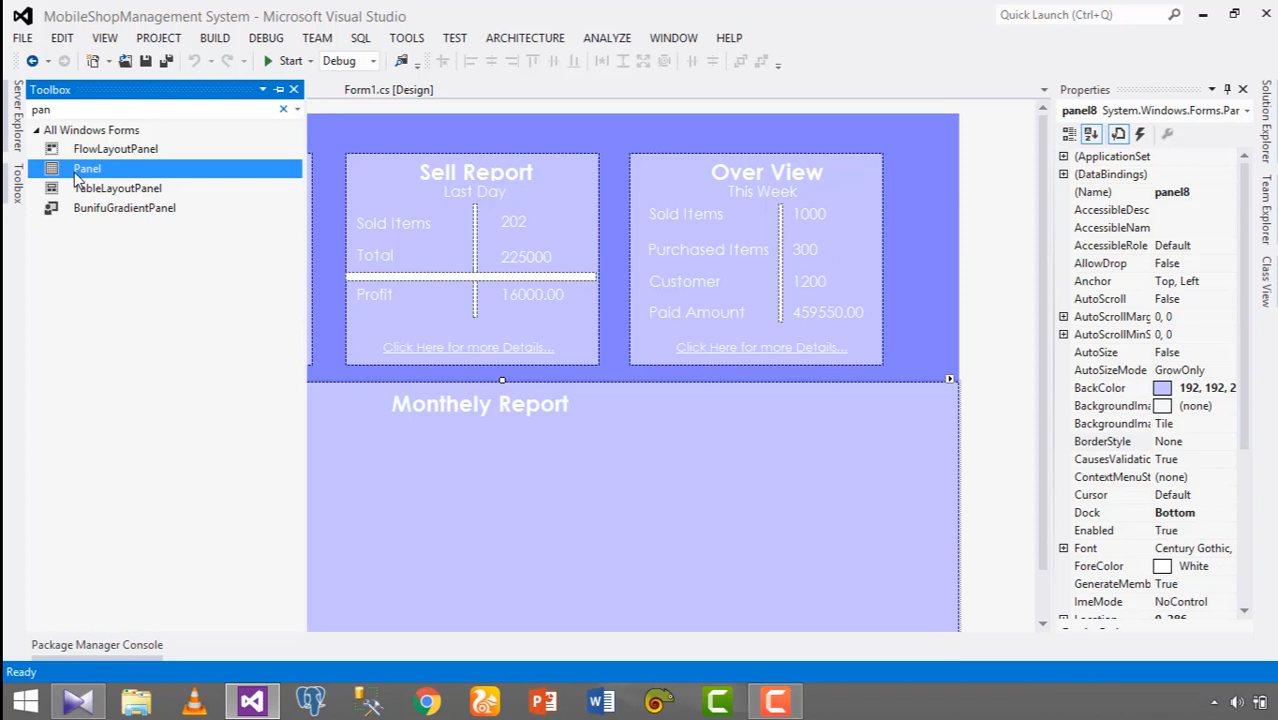 MobileShopManagement System - Microsoft Visual Studio
Quick Launch (Ctrl+Q)
FILE EDIT VIEW PROJECT BUILD DEBUG TEAM SQL TOOLS TEST ARCHITECTURE ANALYZE WINDOW HELP
Start Debug
Server Explorer
Toolbox
Toolbox
pan
All Windows Forms
FlowLayoutPanel
Panel
TableLayoutPanel
BunifuGradientPanel
Form1.cs [Design]
Sell Report
Last Day
Sold Items 202
Total 225000
Profit 16000.00
Click Here for more Details...
Over View
This Week
Sold Items 1000
Purchased Items 300
Customer 1200
Paid Amount 459550.00
Click Here for more Details...
Monthely Report
Properties
panel8 System.Windows.Forms.Par
(ApplicationSet
(DataBindings)
(Name) panel8
AccessibleDesc
AccessibleNam
AccessibleRole Default
AllowDrop False
Anchor Top, Left
AutoScroll False
AutoScrollMarg 0, 0
AutoScrollMinS 0, 0
AutoSize False
AutoSizeMode GrowOnly
BackColor 192, 192, 2
BackgroundIma (none)
BackgroundIma Tile
BorderStyle None
CausesValidatic True
ContextMenuSt (none)
Cursor Default
Dock Bottom
Enabled True
Font Century Gothic,
ForeColor White
GenerateMemb True
ImeMode NoControl
Solution Explorer
Team Explorer
Class View
Package Manager Console
Ready